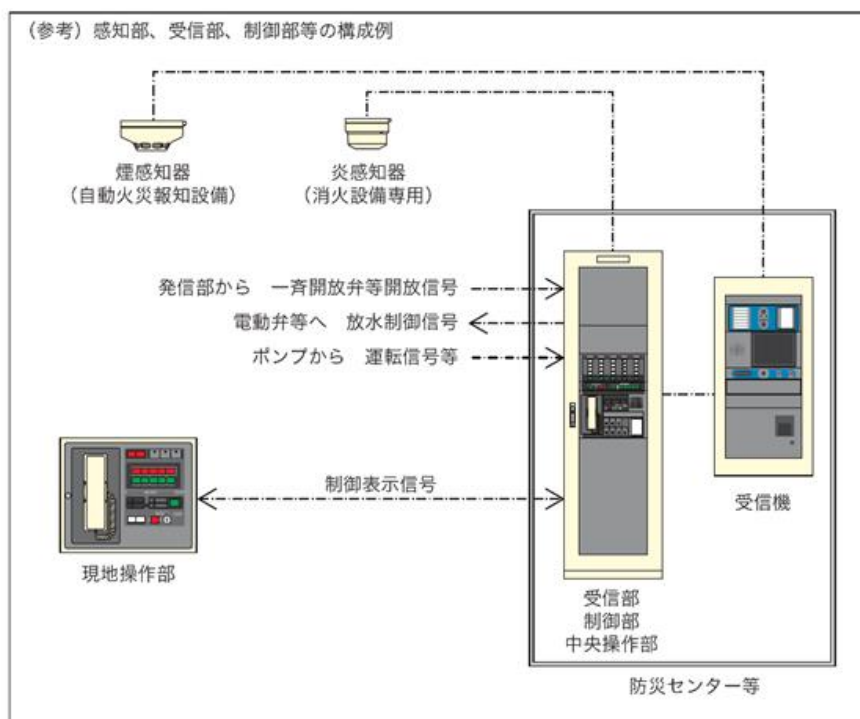 （参考）感知部、受信部、制御部等の構成例
煙感知器
（自動火災報知設備）
炎感知器
（消火設備専用）
発信部から　一斉開放弁等開放信号
電動弁等へ　放水制御信号
ポンプから　運転信号等
制御表示信号
現地操作部
受信機
受信部
制御部
中央操作部
防災センター等